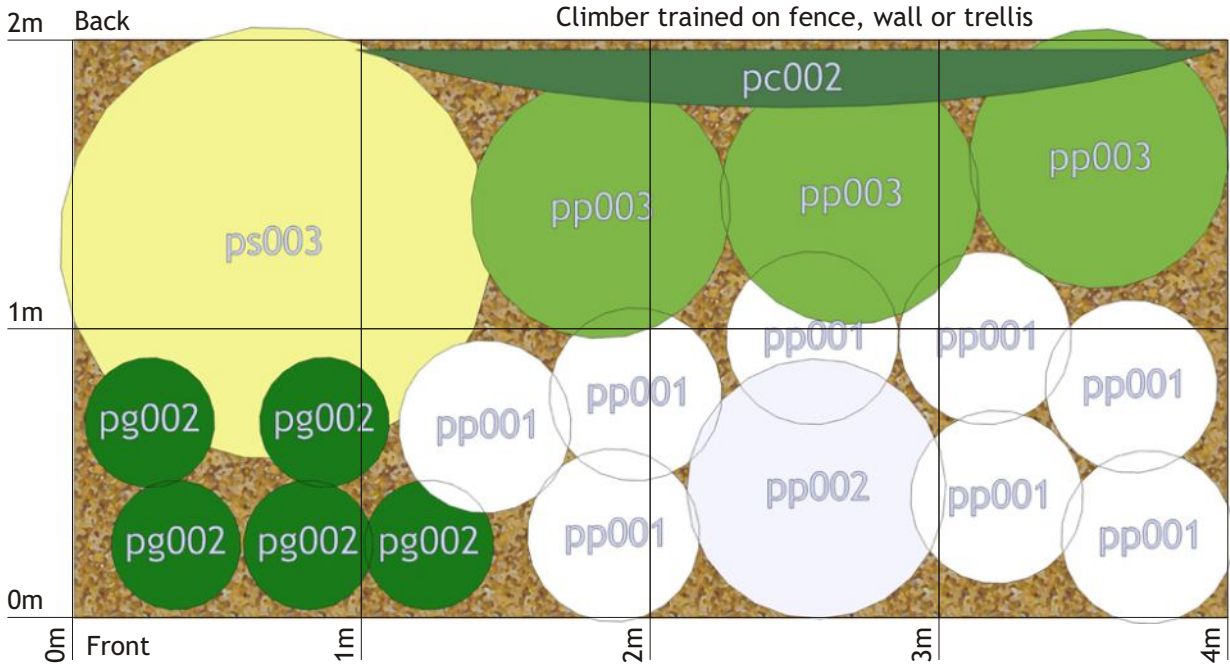 2m Back Climber trained on fence, wall or trellis
pc002
pp003
pp003
pp003
ps003
1m
pp001
pp001
pp001
pp001
pg002
pg002
pp001
pp002
pp001
pp001
pp001
pg002
pg002
pg002
0m
0m Front 1m 2m 3m 4m